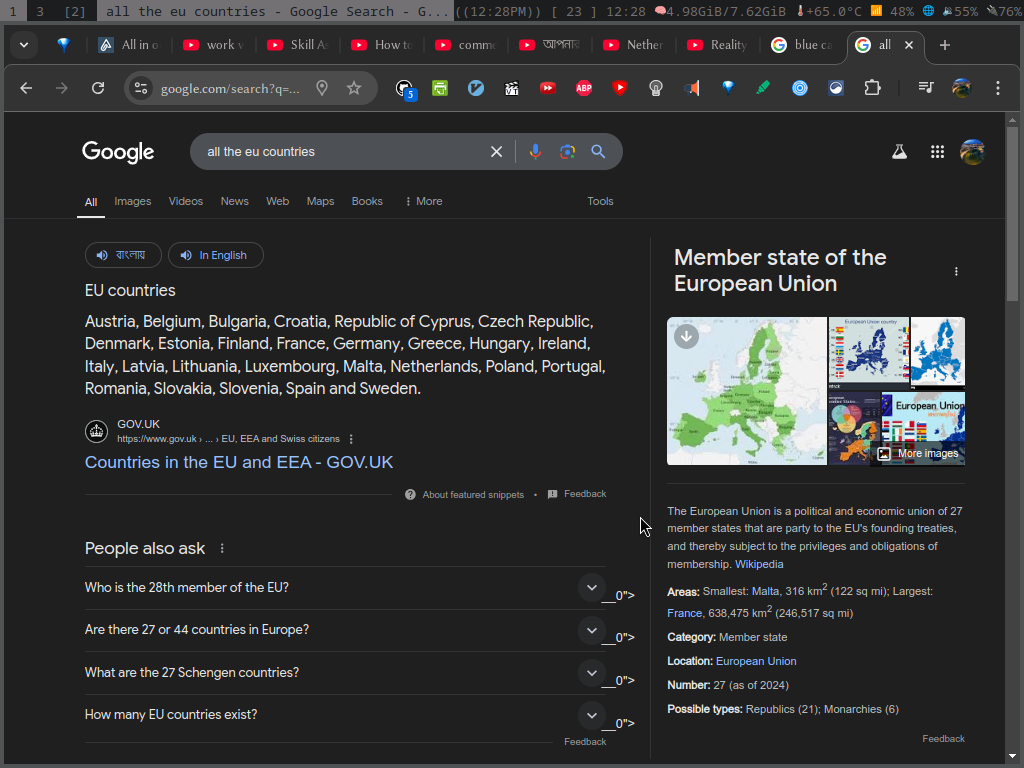 1 3 [2] all the eu countries - Google Search - G... ((12:28PM)) [ 23 ] 12:28 🧠4.98GiB/7.62GiB 🌡+65.0°C 📶 48% 🌐 🔉55% 🔌76%
All in o work v Skill As How to comme আপনার Nether Reality blue ca all
google.com/search?q=... 5 ABP
Google all the eu countries
All Images Videos News Web Maps Books More Tools
বাংলায় In English
EU countries
Austria, Belgium, Bulgaria, Croatia, Republic of Cyprus, Czech Republic,
Denmark, Estonia, Finland, France, Germany, Greece, Hungary, Ireland,
Italy, Latvia, Lithuania, Luxembourg, Malta, Netherlands, Poland, Portugal,
Romania, Slovakia, Slovenia, Spain and Sweden.
GOV.UK
https://www.gov.uk › ... › EU, EEA and Swiss citizens
Countries in the EU and EEA - GOV.UK
About featured snippets • Feedback
People also ask
Who is the 28th member of the EU?
__0">
Are there 27 or 44 countries in Europe?
__0">
What are the 27 Schengen countries?
__0">
How many EU countries exist?
__0">
Feedback
Member state of the
European Union
European Union
More images
The European Union is a political and economic union of 27
member states that are party to the EU's founding treaties,
and thereby subject to the privileges and obligations of
membership. Wikipedia
Areas: Smallest: Malta, 316 km² (122 sq mi); Largest:
France, 638,475 km² (246,517 sq mi)
Category: Member state
Location: European Union
Number: 27 (as of 2024)
Possible types: Republics (21); Monarchies (6)
Feedback